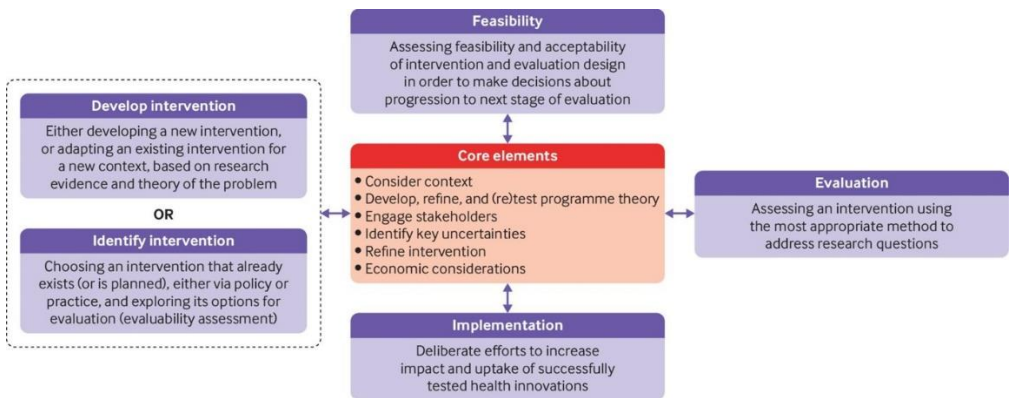 Feasibility
Assessing feasibility and acceptability
of intervention and evaluation design
in order to make decisions about
progression to next stage of evaluation
Develop intervention
Either developing a new intervention,
or adapting an existing intervention for
a new context, based on research
evidence and theory of the problem
OR
Identify intervention
Choosing an intervention that already
exists (or is planned), either via policy or
practice, and exploring its options for
evaluation (evaluability assessment)
Core elements
• Consider context
• Develop, refine, and (re)test programme theory
• Engage stakeholders
• Identify key uncertainties
• Refine intervention
• Economic considerations
Evaluation
Assessing an intervention using
the most appropriate method to
address research questions
Implementation
Deliberate efforts to increase
impact and uptake of successfully
tested health innovations